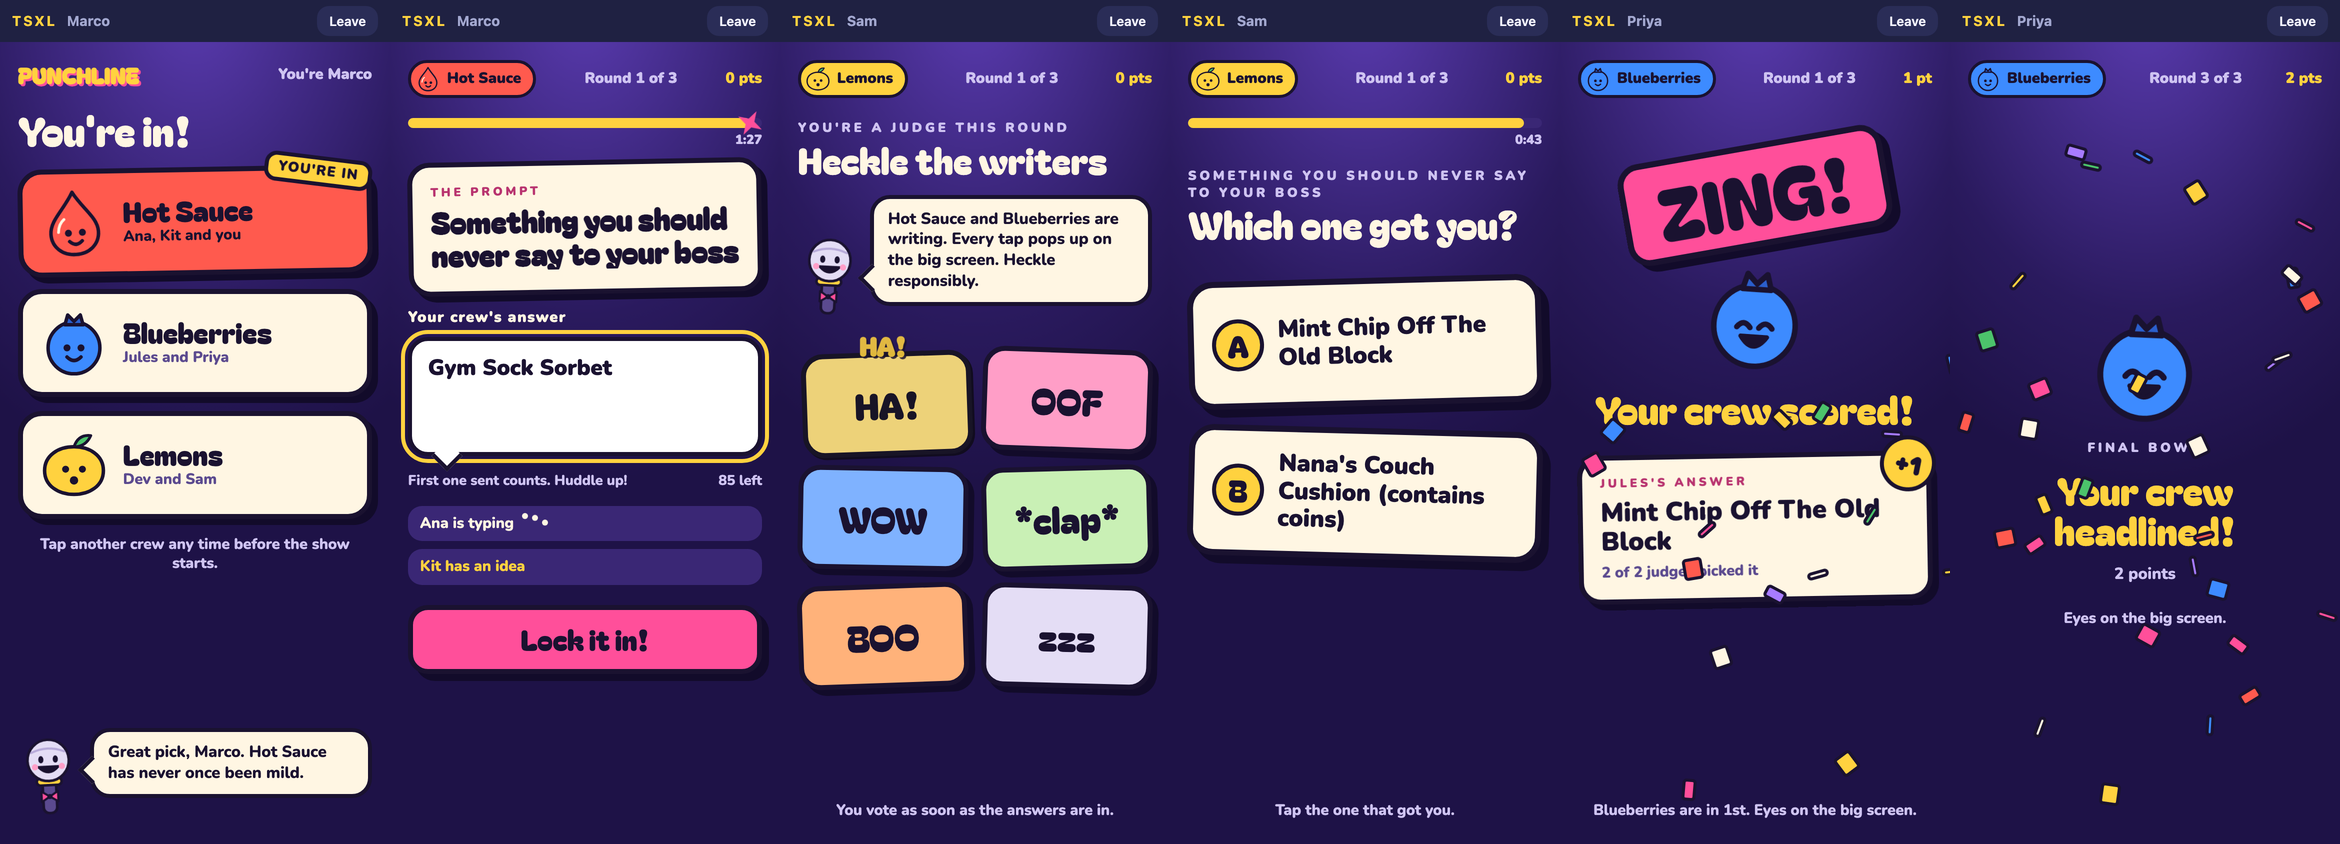 TSXL Marco Leave
PUNCHLINE You're Marco
You're in!
YOU'RE IN
Hot Sauce
Ana, Kit and you
Blueberries
Jules and Priya
Lemons
Dev and Sam
Tap another crew any time before the show
starts.
Great pick, Marco. Hot Sauce
has never once been mild.
TSXL Marco Leave
Hot Sauce Round 1 of 3 0 pts
1:27
THE PROMPT
Something you should
never say to your boss
Your crew's answer
Gym Sock Sorbet
First one sent counts. Huddle up! 85 left
Ana is typing
Kit has an idea
Lock it in!
TSXL Sam Leave
Lemons Round 1 of 3 0 pts
YOU'RE A JUDGE THIS ROUND
Heckle the writers
Hot Sauce and Blueberries are
writing. Every tap pops up on
the big screen. Heckle
responsibly.
HA!
HA! OOF
WOW *clap*
BOO zzz
You vote as soon as the answers are in.
TSXL Sam Leave
Lemons Round 1 of 3 0 pts
0:43
SOMETHING YOU SHOULD NEVER SAY
TO YOUR BOSS
Which one got you?
A Mint Chip Off The
Old Block
B Nana's Couch
Cushion (contains
coins)
Tap the one that got you.
TSXL Priya Leave
Blueberries Round 1 of 3 1 pt
ZING!
Your crew scored!
+1
JULES'S ANSWER
Mint Chip Off The Old
Block
2 of 2 judges picked it
Blueberries are in 1st. Eyes on the big screen.
TSXL Priya Leave
Blueberries Round 3 of 3 2 pts
FINAL BOW
Your crew
headlined!
2 points
Eyes on the big screen.